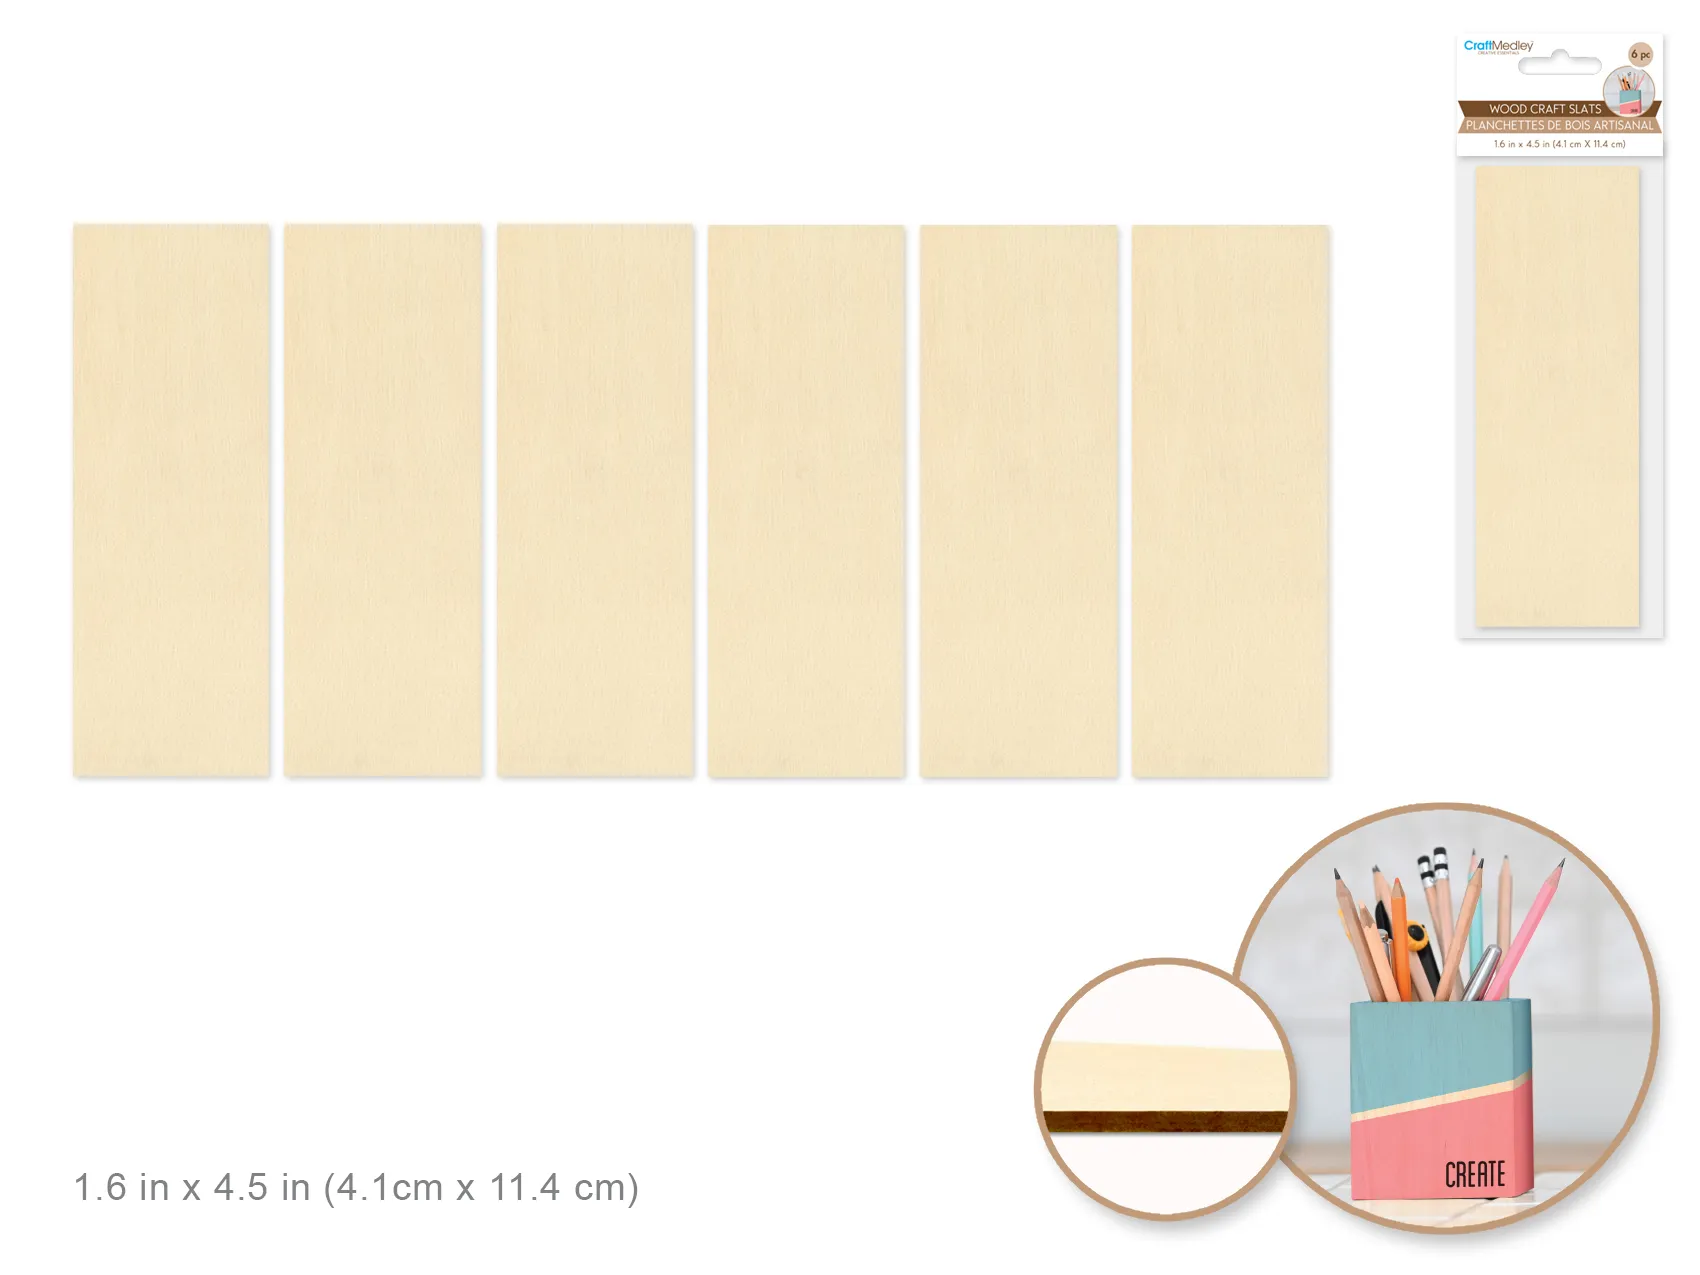 CraftMedley
CREATIVE ESSENTIALS
6 pc
WOOD CRAFT SLATS
PLANCHETTES DE BOIS ARTISANAL
1.6 in x 4.5 in (4.1 cm X 11.4 cm)
CREATE
1.6 in x 4.5 in (4.1cm x 11.4 cm)